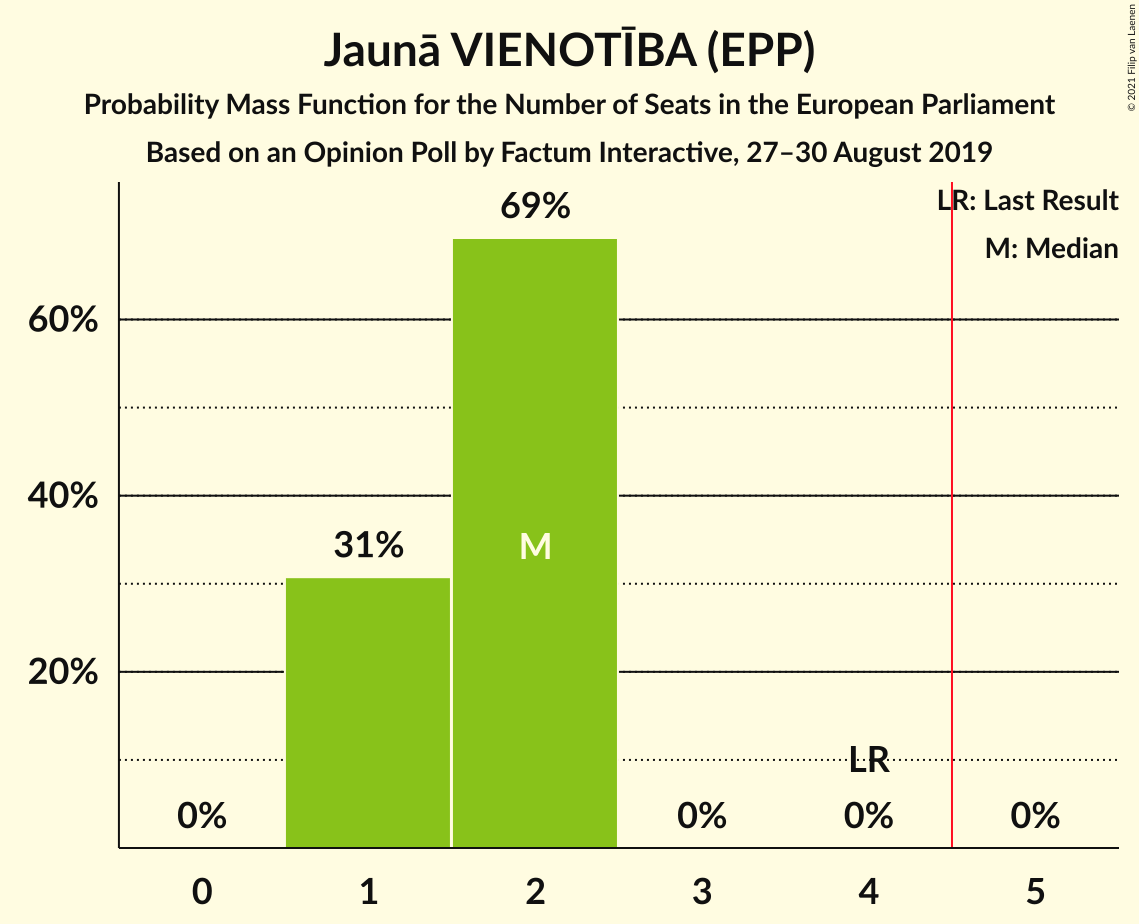 Jaunā VIENOTĪBA (EPP)
Probability Mass Function for the Number of Seats in the European Parliament
Based on an Opinion Poll by Factum Interactive, 27–30 August 2019
© 2021 Filip van Laenen
LR: Last Result
M: Median
69%
60%
40%
31%
M
20%
LR
0%
0%
0%
0%
0
1
2
3
4
5